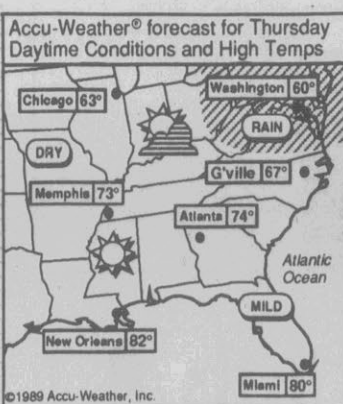 Accu-Weather® forecast for Thursday
Daytime Conditions and High Temps
Chicago 63°
Washington 60°
RAIN
DRY
G'ville 67°
Memphis 73°
Atlanta 74°
Atlantic
Ocean
MILD
New Orleans 82°
Miami 80°
©1989 Accu-Weather, Inc.